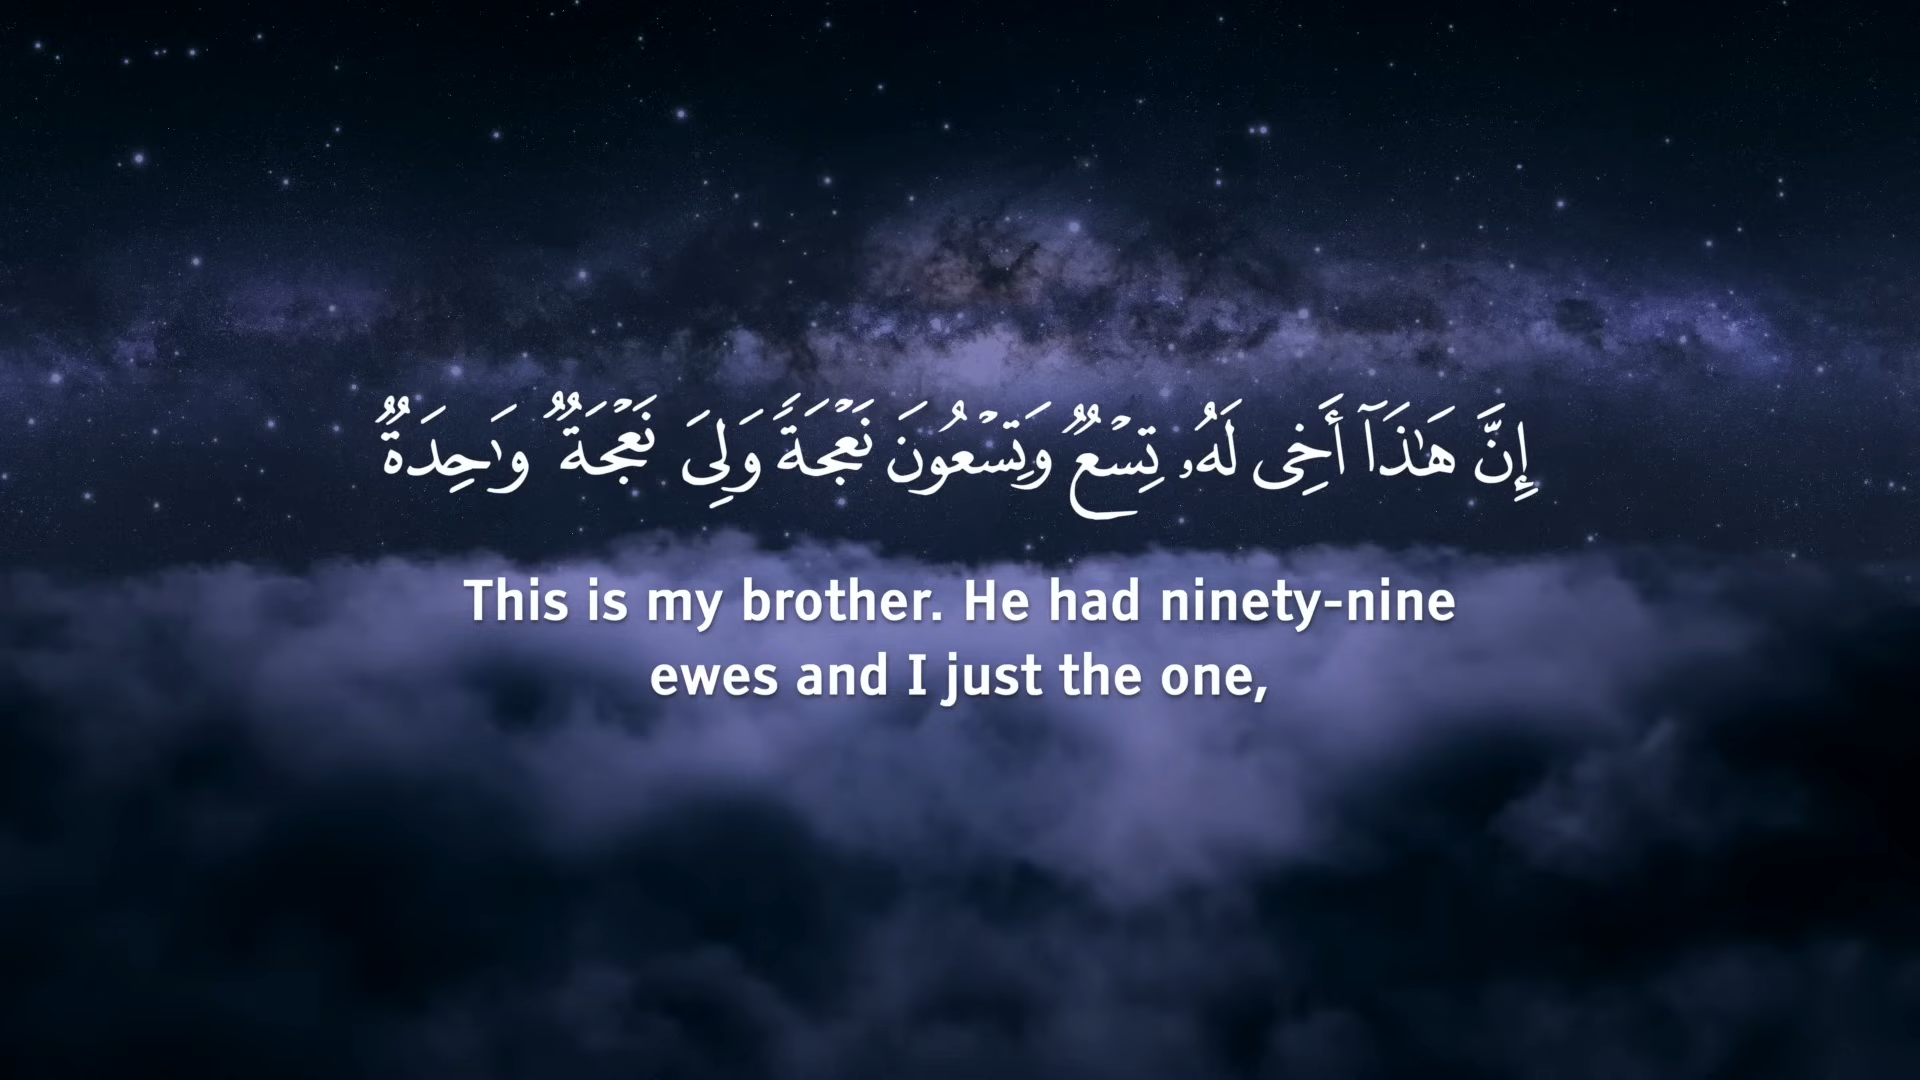 إِنَّ هَـٰذَآ أَخِى لَهُۥ تِسْعٌ وَتِسْعُونَ نَعْجَةً وَلِىَ نَعْجَةٌ وَٰحِدَةٌ
This is my brother. He had ninety-nine
ewes and I just the one,